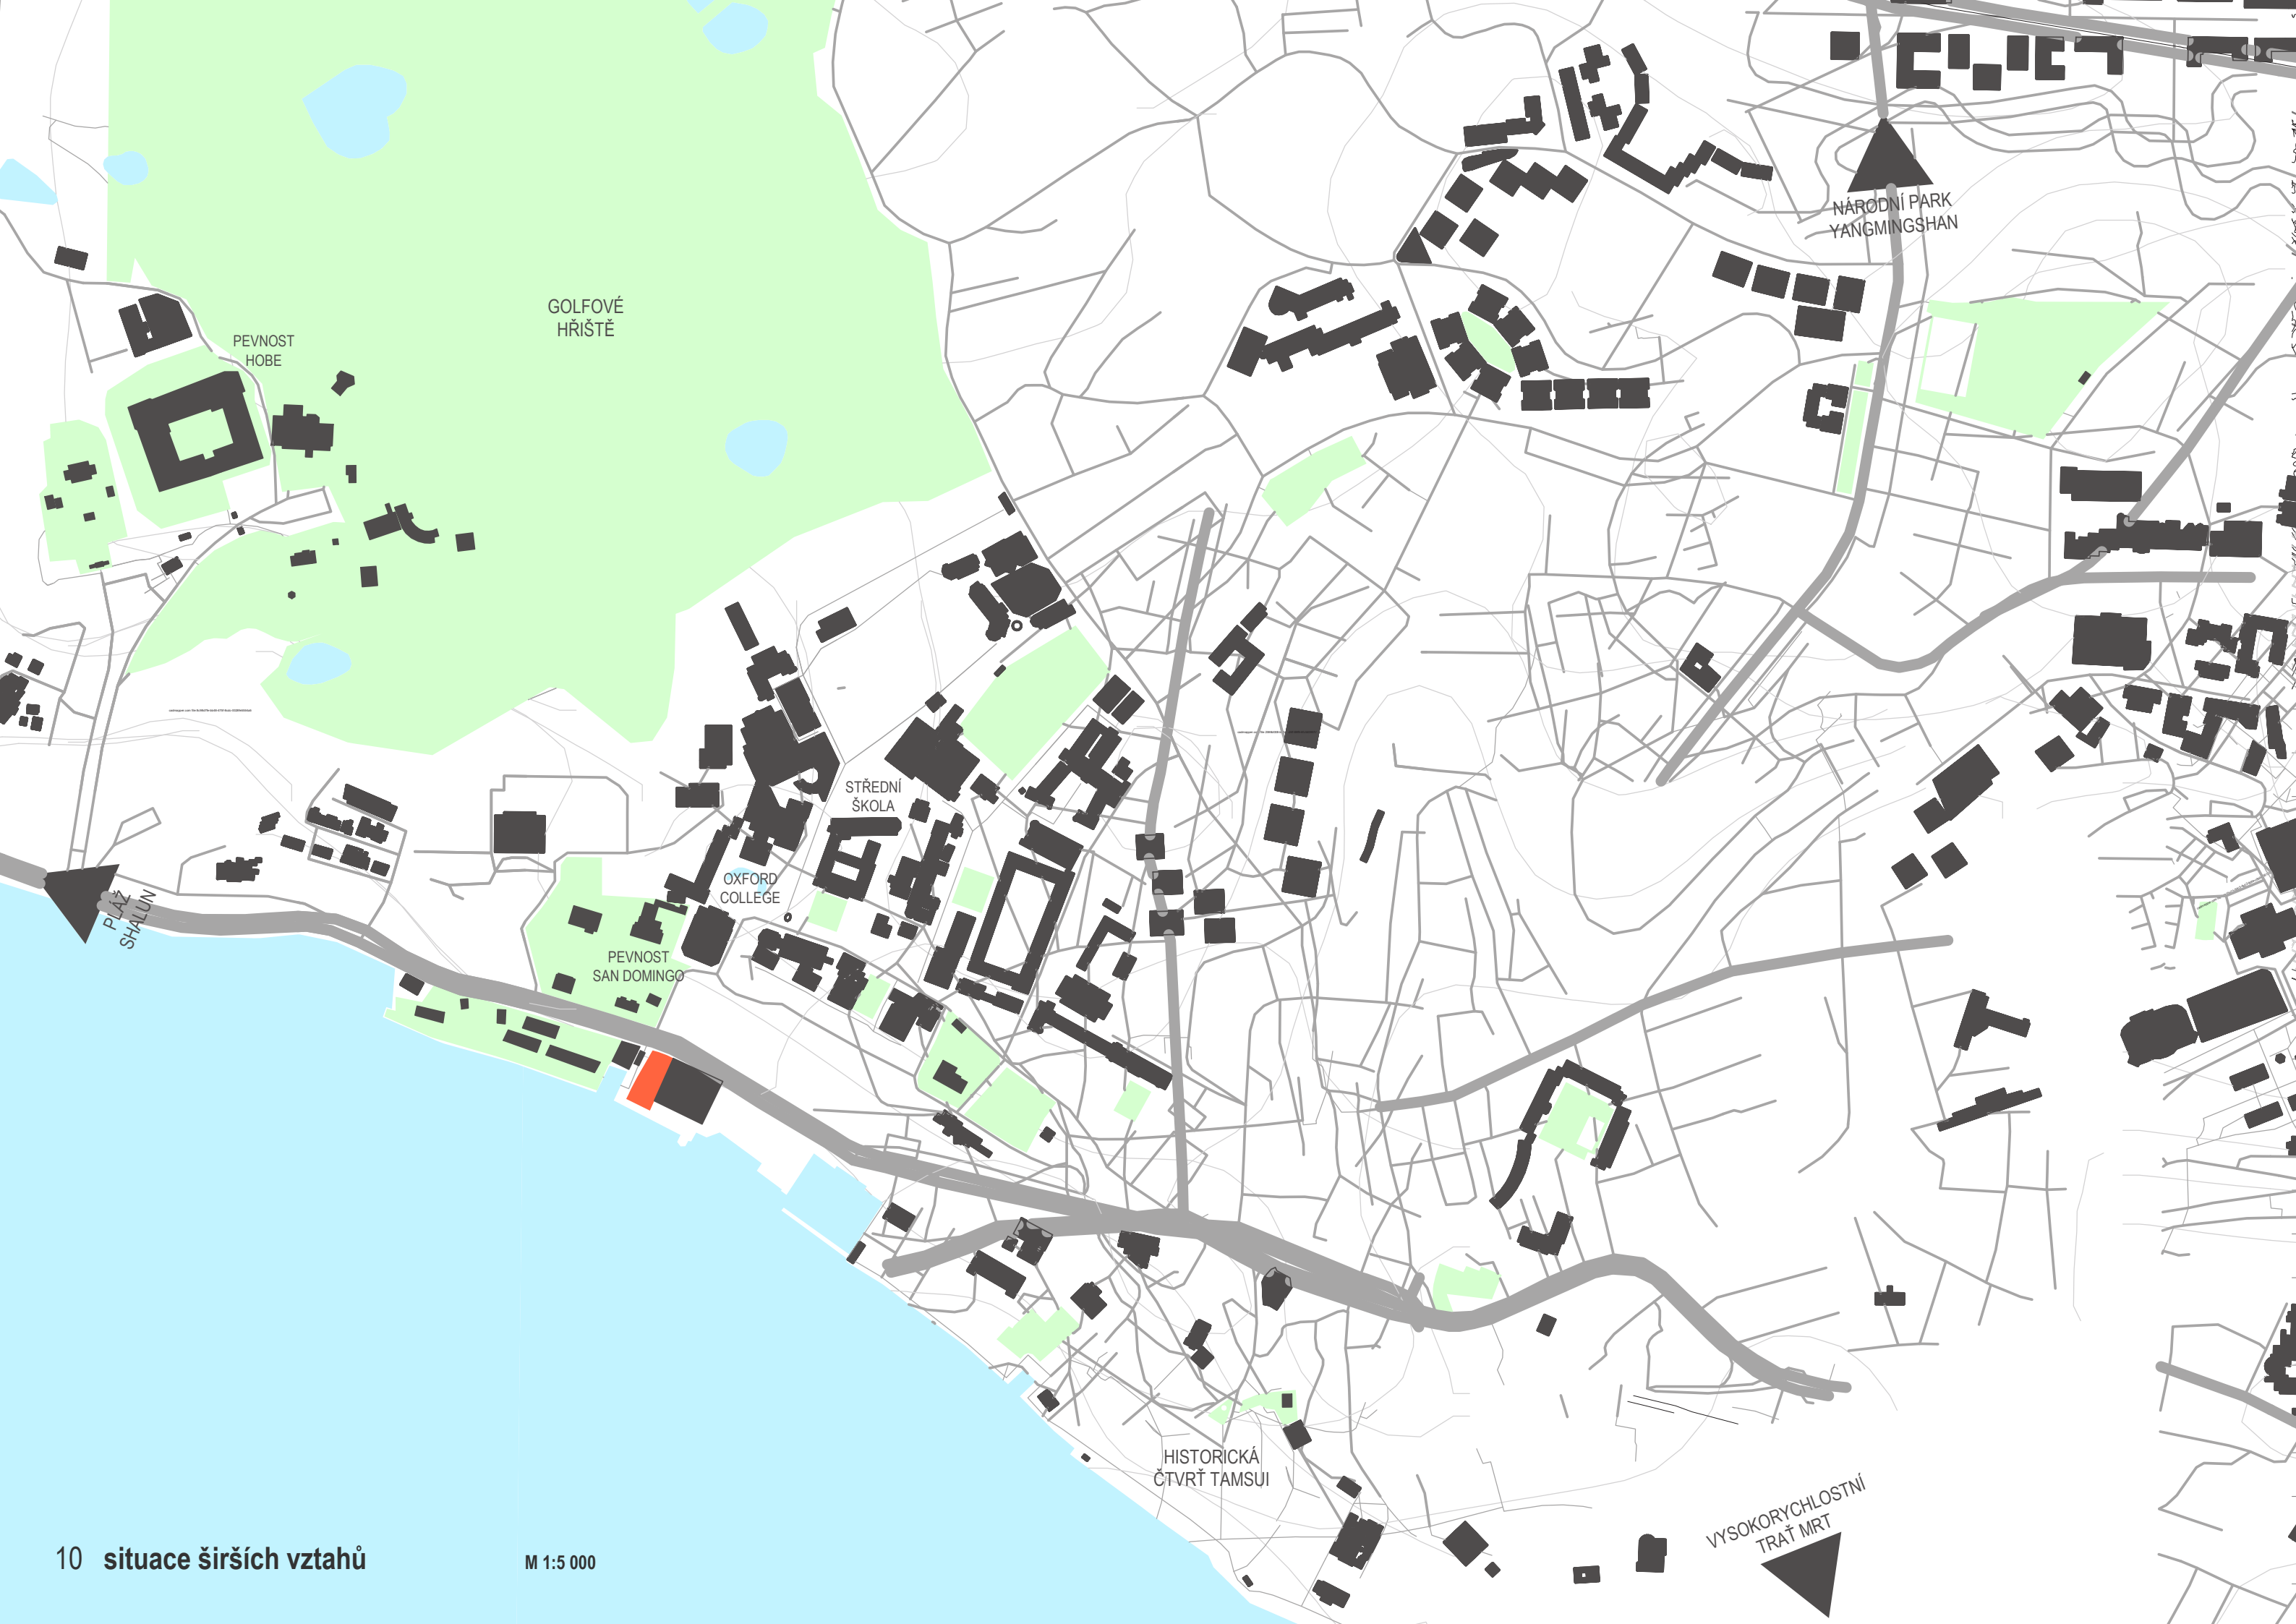 NÁRODNÍ PARK
YANGMINGSHAN
GOLFOVÉ
HŘIŠTĚ
PEVNOST
HOBE
STŘEDNÍ
ŠKOLA
OXFORD
COLLEGE
PLÁŽ
SHALUN
PEVNOST
SAN DOMINGO
HISTORICKÁ
ČTVRŤ TAMSUI
VYSOKORYCHLOSTNÍ
TRAŤ MRT
10 situace širších vztahů
M 1:5 000